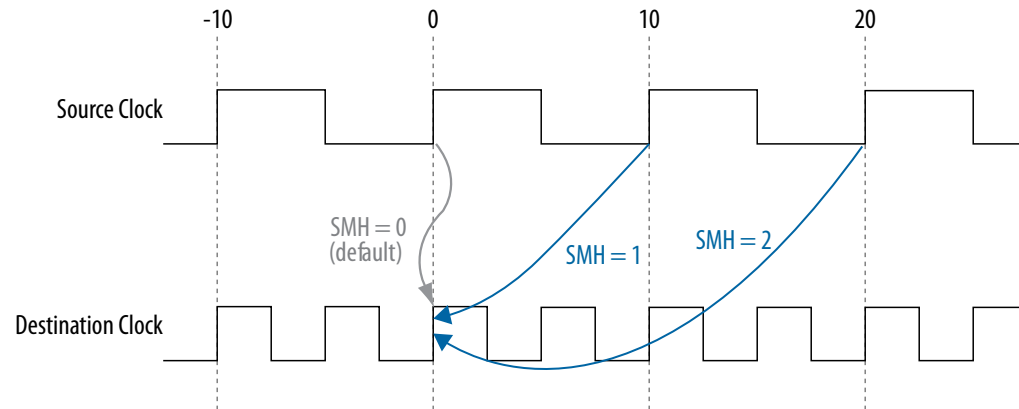 -10 0 10 20
Source Clock
SMH = 0
(default)
SMH = 1
SMH = 2
Destination Clock